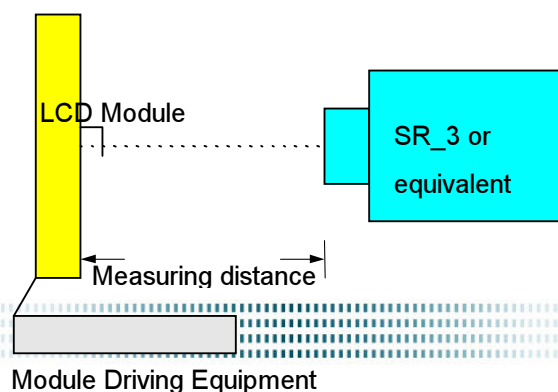 LCD Module
SR_3 or
equivalent
Measuring distance
Module Driving Equipment